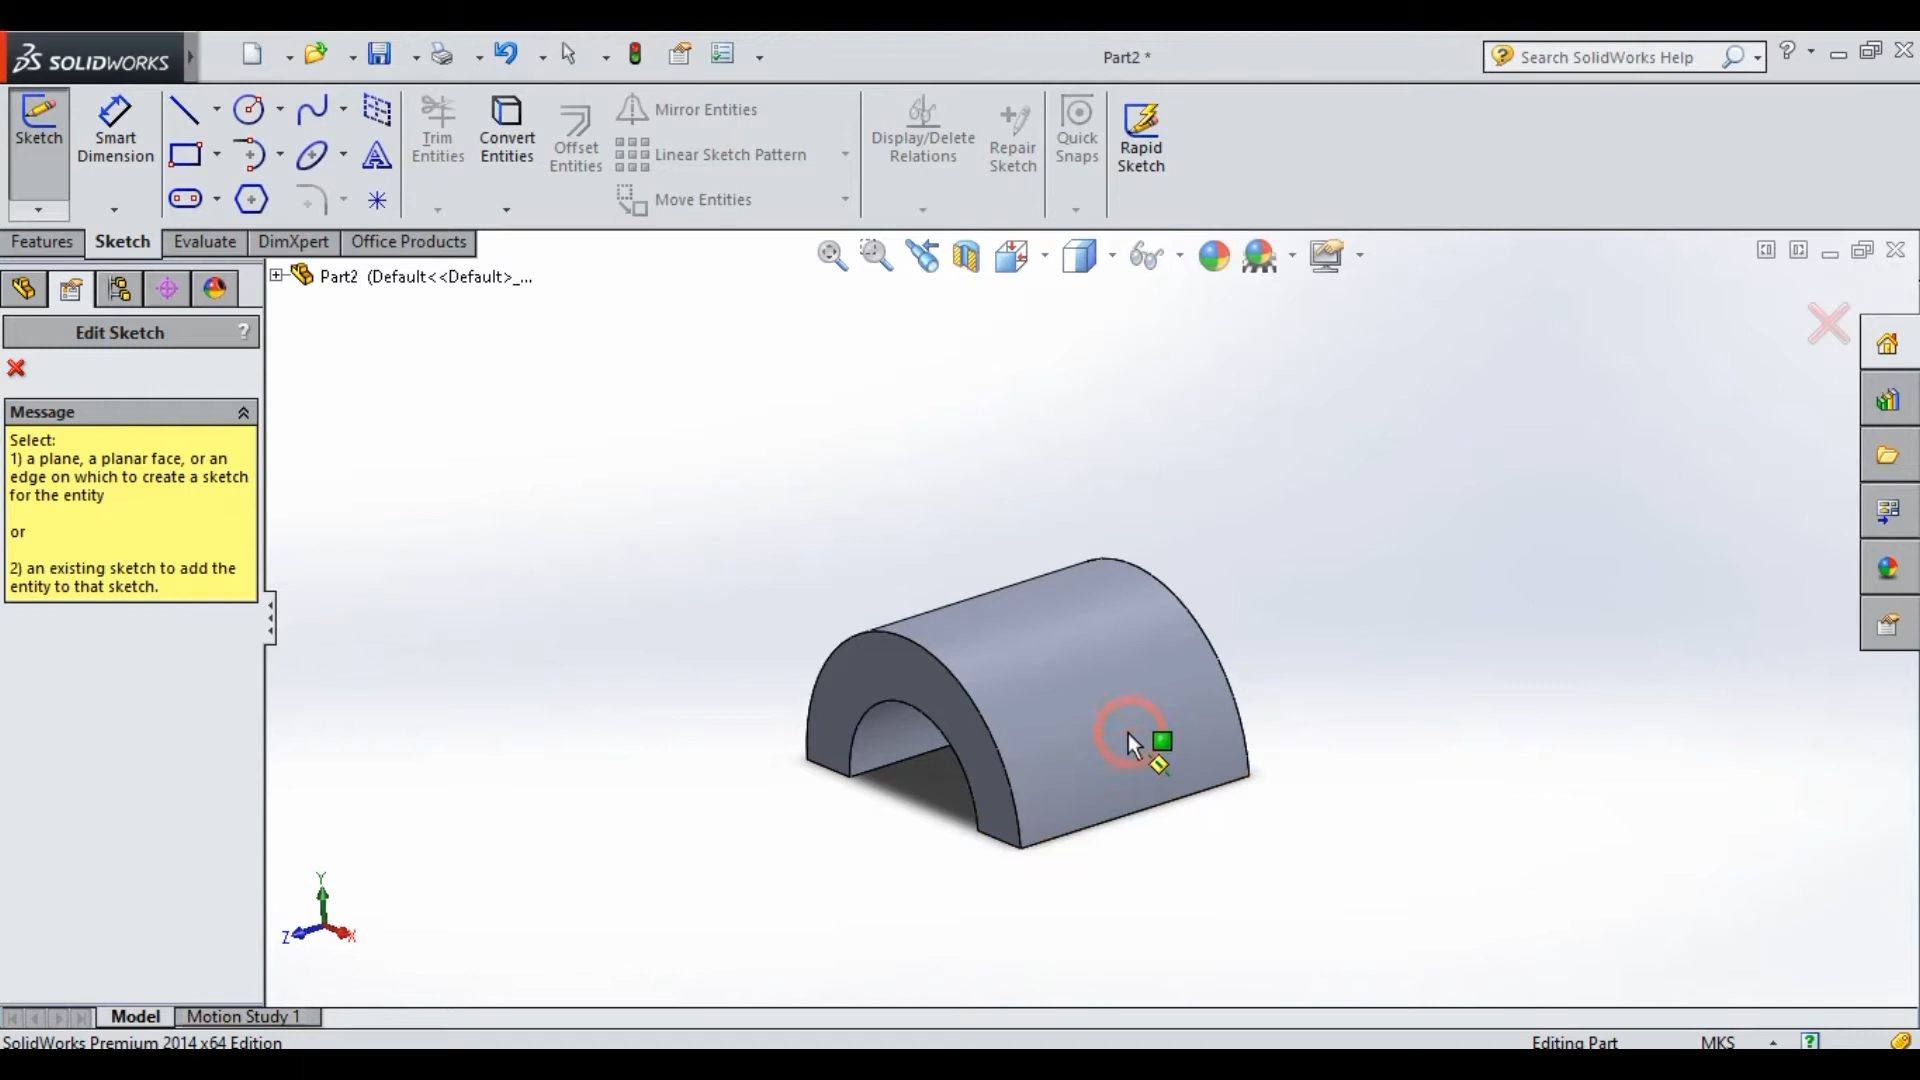 SOLIDWORKS
Part2 *
Search SolidWorks Help
?
Sketch
Smart
Dimension
Trim
Entities
Convert
Entities
Offset
Entities
Mirror Entities
Linear Sketch Pattern
Move Entities
Display/Delete
Relations
Repair
Sketch
Quick
Snaps
Rapid
Sketch
Features
Sketch
Evaluate
DimXpert
Office Products
Part2 (Default<<Default>_...
Edit Sketch
?
Message
Select:
1) a plane, a planar face, or an
edge on which to create a sketch
for the entity
or
2) an existing sketch to add the
entity to that sketch.
Y
Z
X
Model
Motion Study 1
SolidWorks Premium 2014 x64 Edition
Editing Part
MKS
?